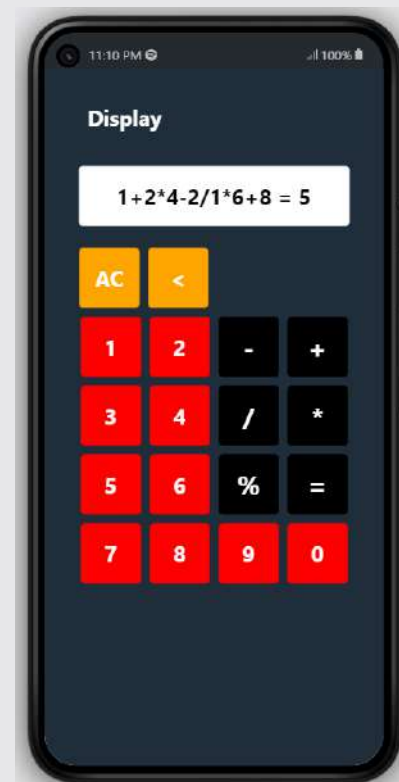 11:10 PM 100%
Display
1+2*4-2/1*6+8 = 5
AC <
1 2 - +
3 4 / *
5 6 % =
7 8 9 0